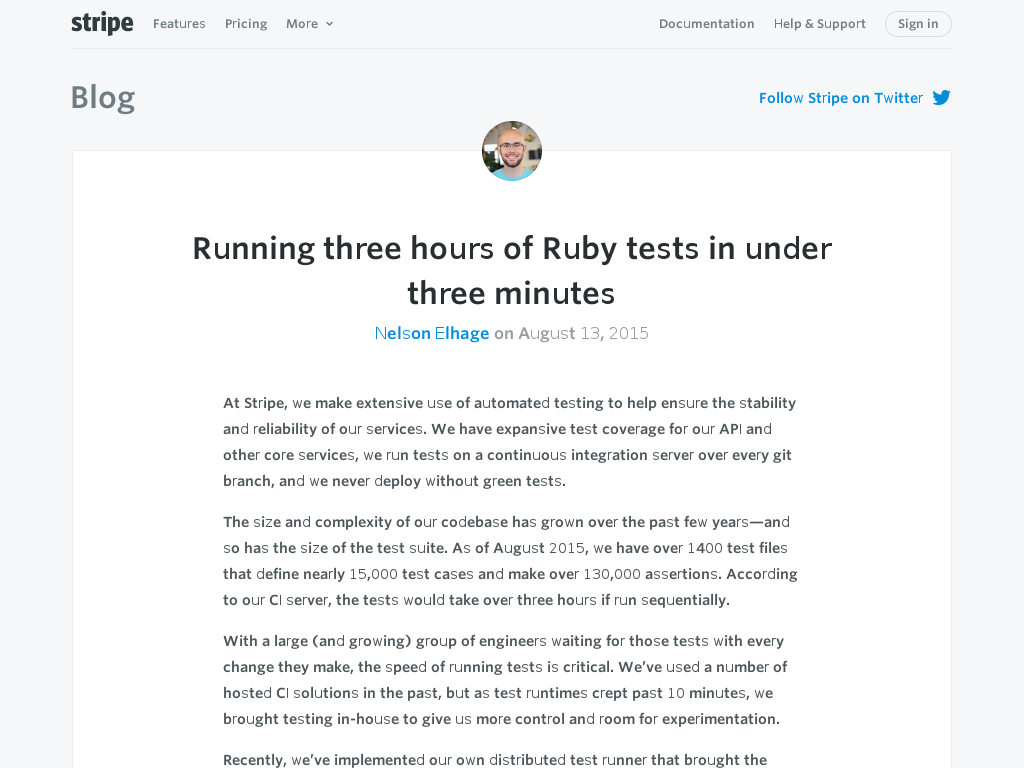 stripe Features Pricing More Documentation Help & Support Sign in
Blog
Follow Stripe on Twitter
Running three hours of Ruby tests in under
three minutes
Nelson Elhage on August 13, 2015
At Stripe, we make extensive use of automated testing to help ensure the stability
and reliability of our services. We have expansive test coverage for our API and
other core services, we run tests on a continuous integration server over every git
branch, and we never deploy without green tests.
The size and complexity of our codebase has grown over the past few years—and
so has the size of the test suite. As of August 2015, we have over 1400 test files
that define nearly 15,000 test cases and make over 130,000 assertions. According
to our CI server, the tests would take over three hours if run sequentially.
With a large (and growing) group of engineers waiting for those tests with every
change they make, the speed of running tests is critical. We’ve used a number of
hosted CI solutions in the past, but as test runtimes crept past 10 minutes, we
brought testing in-house to give us more control and room for experimentation.
Recently, we’ve implemented our own distributed test runner that brought the